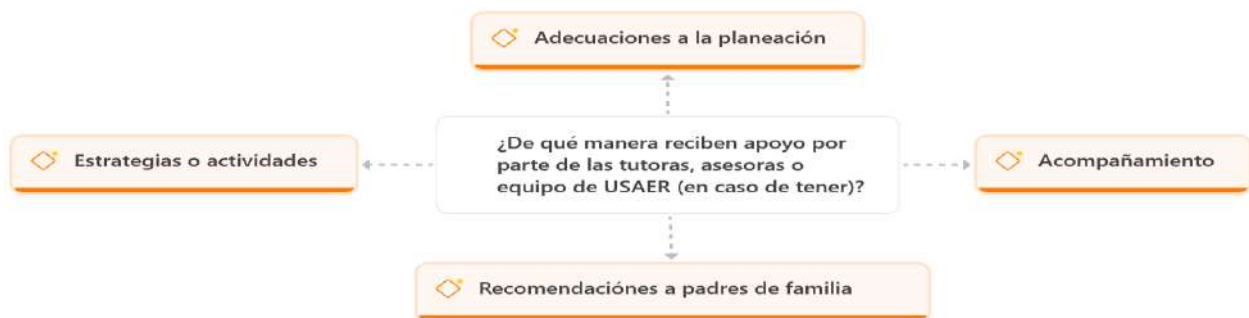 Adecuaciones a la planeación
Estrategias o actividades
¿De qué manera reciben apoyo por
parte de las tutoras, asesoras o
equipo de USAER (en caso de tener)?
Acompañamiento
Recomendaciónes a padres de familia